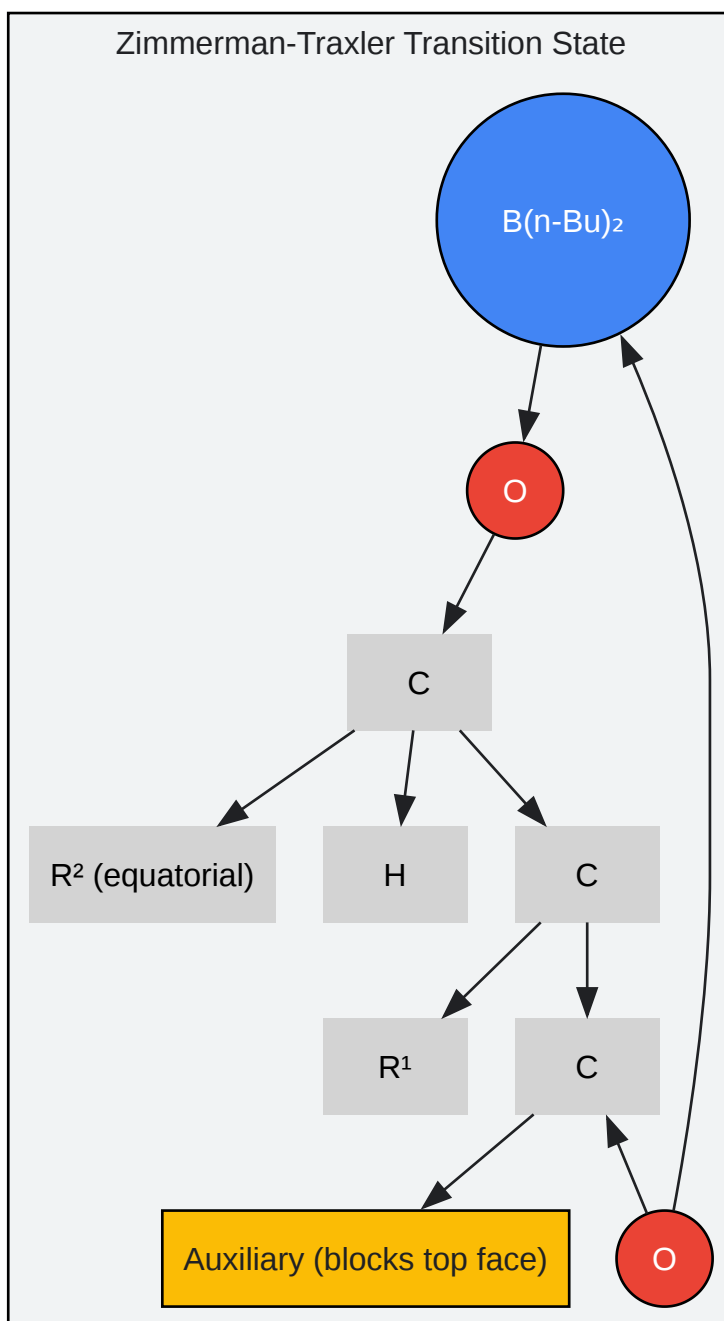 Zimmerman-Traxler Transition State
B(n-Bu)₂
O
C
R² (equatorial)
H
C
R¹
C
Auxiliary (blocks top face)
O